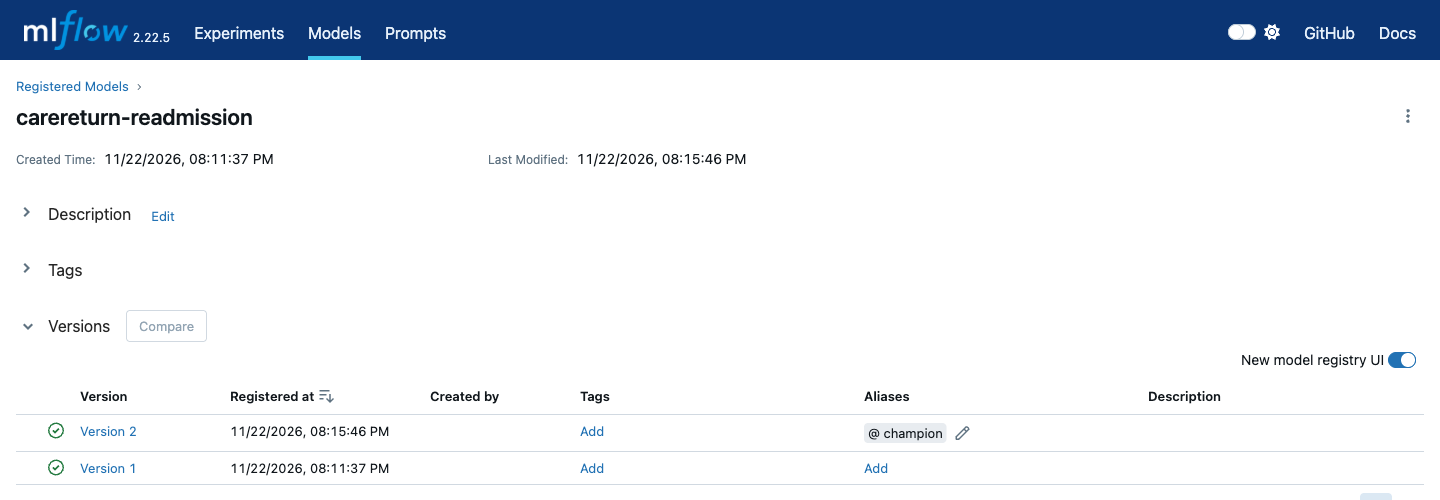 mlflow 2.22.5 Experiments Models Prompts GitHub Docs
Registered Models ›
carereturn-readmission
Created Time: 11/22/2026, 08:11:37 PM Last Modified: 11/22/2026, 08:15:46 PM
Description Edit
Tags
Versions Compare
New model registry UI
Version Registered at Created by Tags Aliases Description
Version 2 11/22/2026, 08:15:46 PM Add @ champion
Version 1 11/22/2026, 08:11:37 PM Add Add